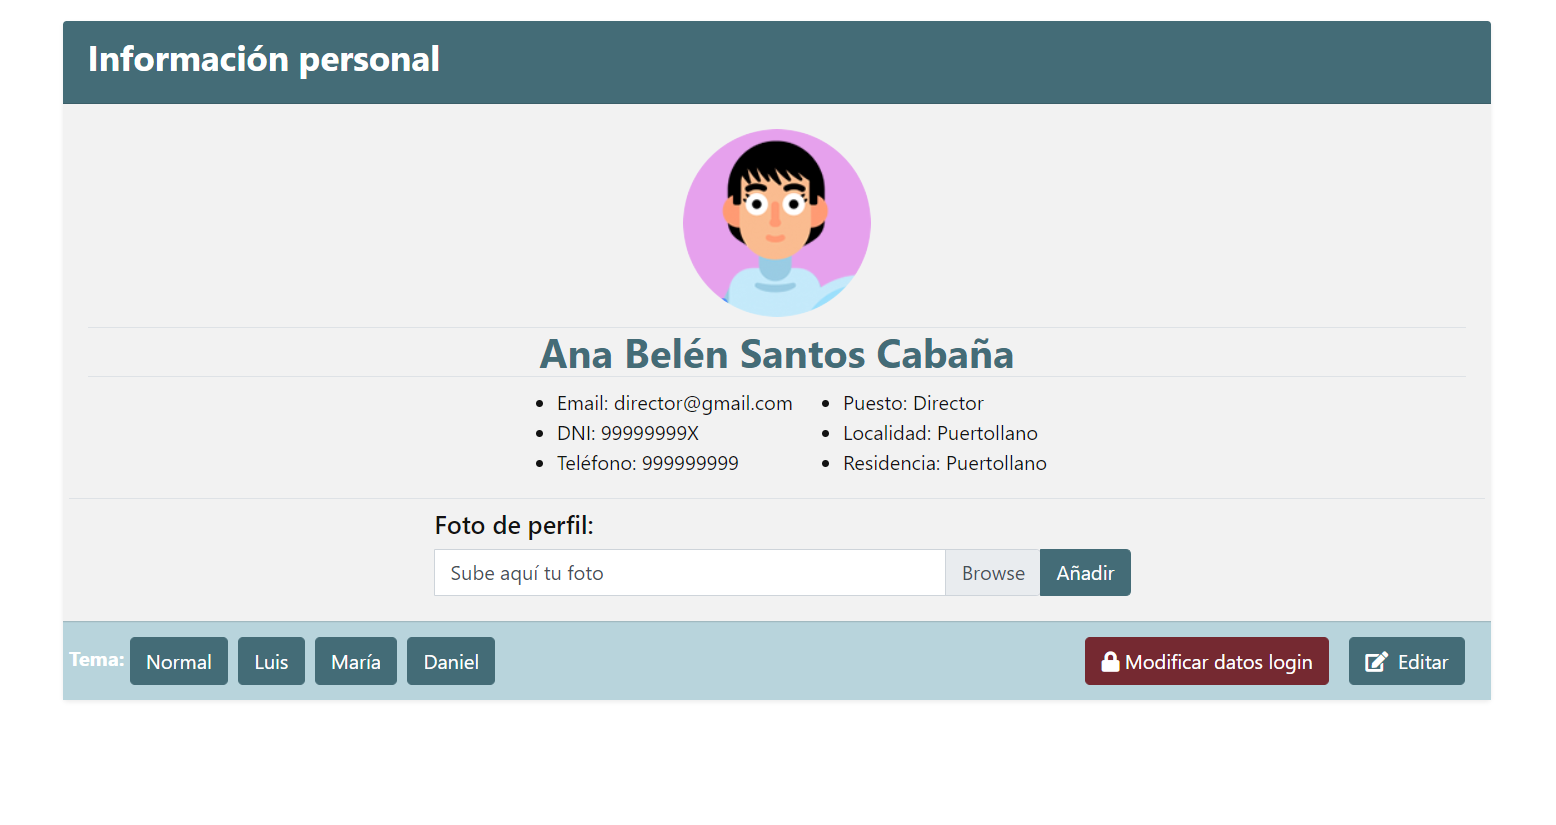 Información personal
Ana Belén Santos Cabaña
Email: director@gmail.com
DNI: 99999999X
Teléfono: 999999999
Puesto: Director
Localidad: Puertollano
Residencia: Puertollano
Foto de perfil:
Sube aquí tu foto Browse Añadir
Tema: Normal Luis María Daniel Modificar datos login Editar